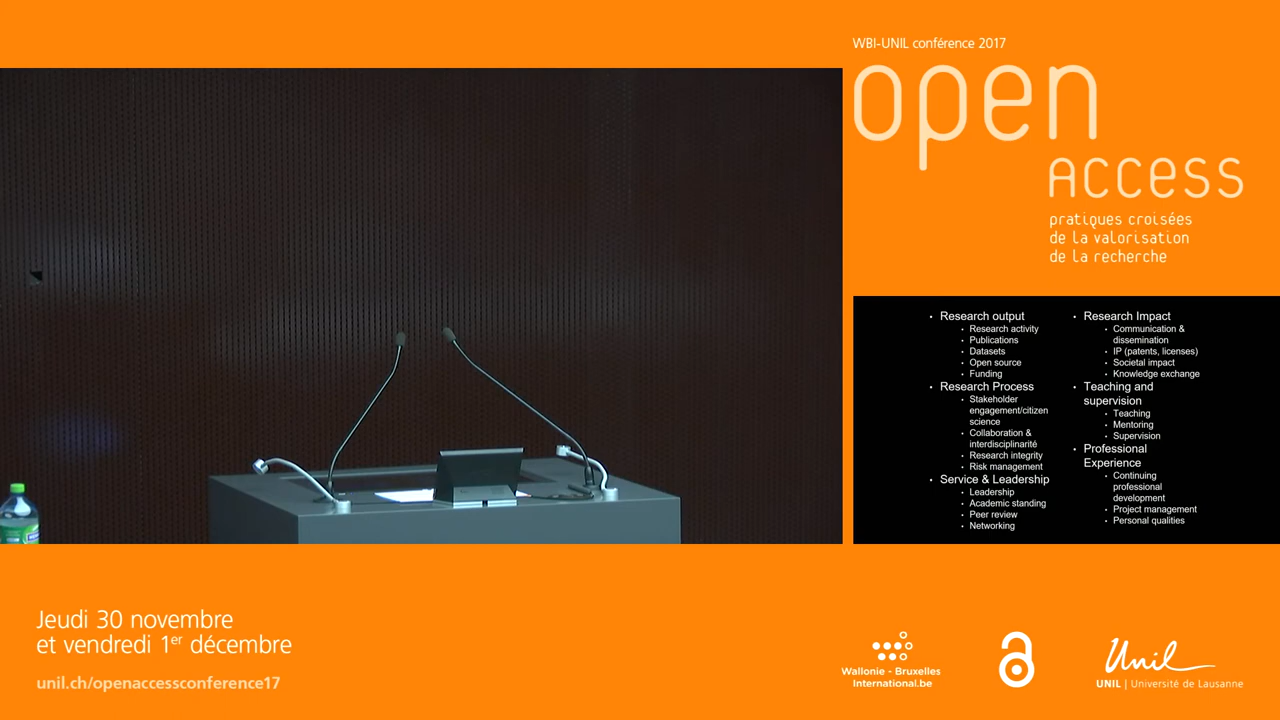 WBI-UNIL conférence 2017
open
access
pratiques croisées
de la valorisation
de la recherche
• Research output
• Research activity
• Publications
• Datasets
• Open source
• Funding
• Research Process
• Stakeholder
engagement/citizen
science
• Collaboration &
interdisciplinarité
• Research integrity
• Risk management
• Service & Leadership
• Leadership
• Academic standing
• Peer review
• Networking
• Research Impact
• Communication &
dissemination
• IP (patents, licenses)
• Societal impact
• Knowledge exchange
• Teaching and
supervision
• Teaching
• Mentoring
• Supervision
• Professional
Experience
• Continuing
professional
development
• Project management
• Personal qualities
Jeudi 30 novembre
et vendredi 1er décembre
unil.ch/openaccessconference17
Wallonie - Bruxelles
International.be
Unil
UNIL | Université de Lausanne